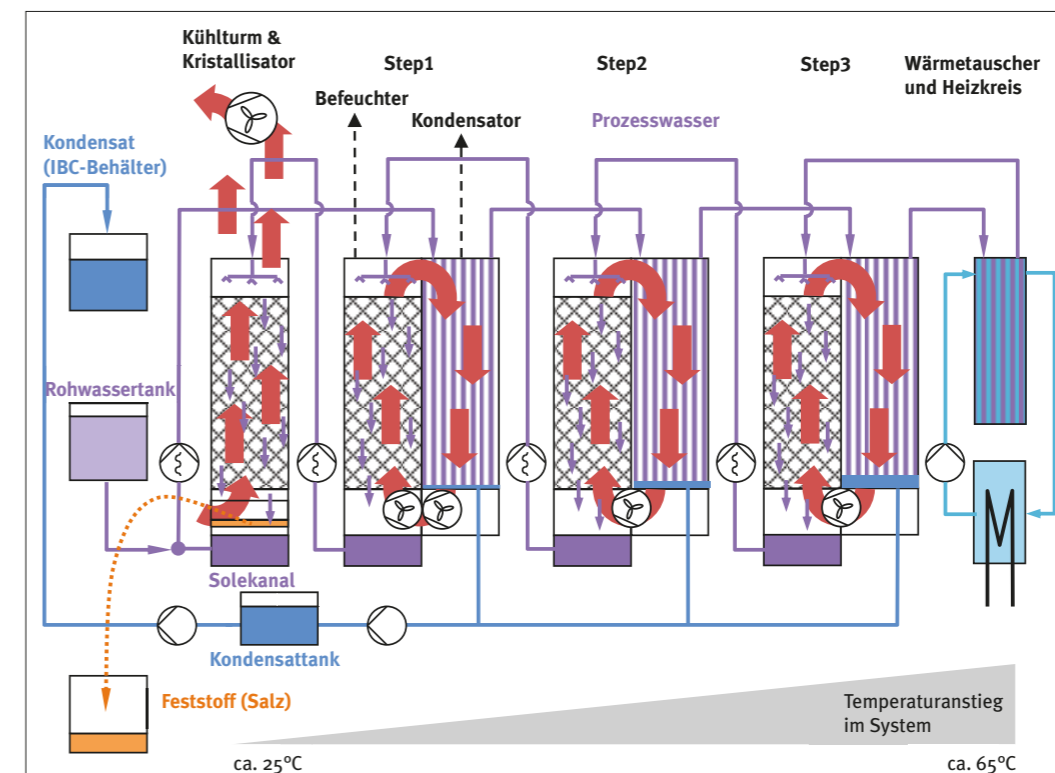 Kühlturm &
Kristallisator
Step1
Step2
Step3
Wärmetauscher
und Heizkreis
Befeuchter
Kondensator
Prozesswasser
Kondensat
(IBC-Behälter)
Rohwassertank
Solekanal
Kondensattank
Feststoff (Salz)
Temperaturanstieg
im System
ca. 25°C
ca. 65°C